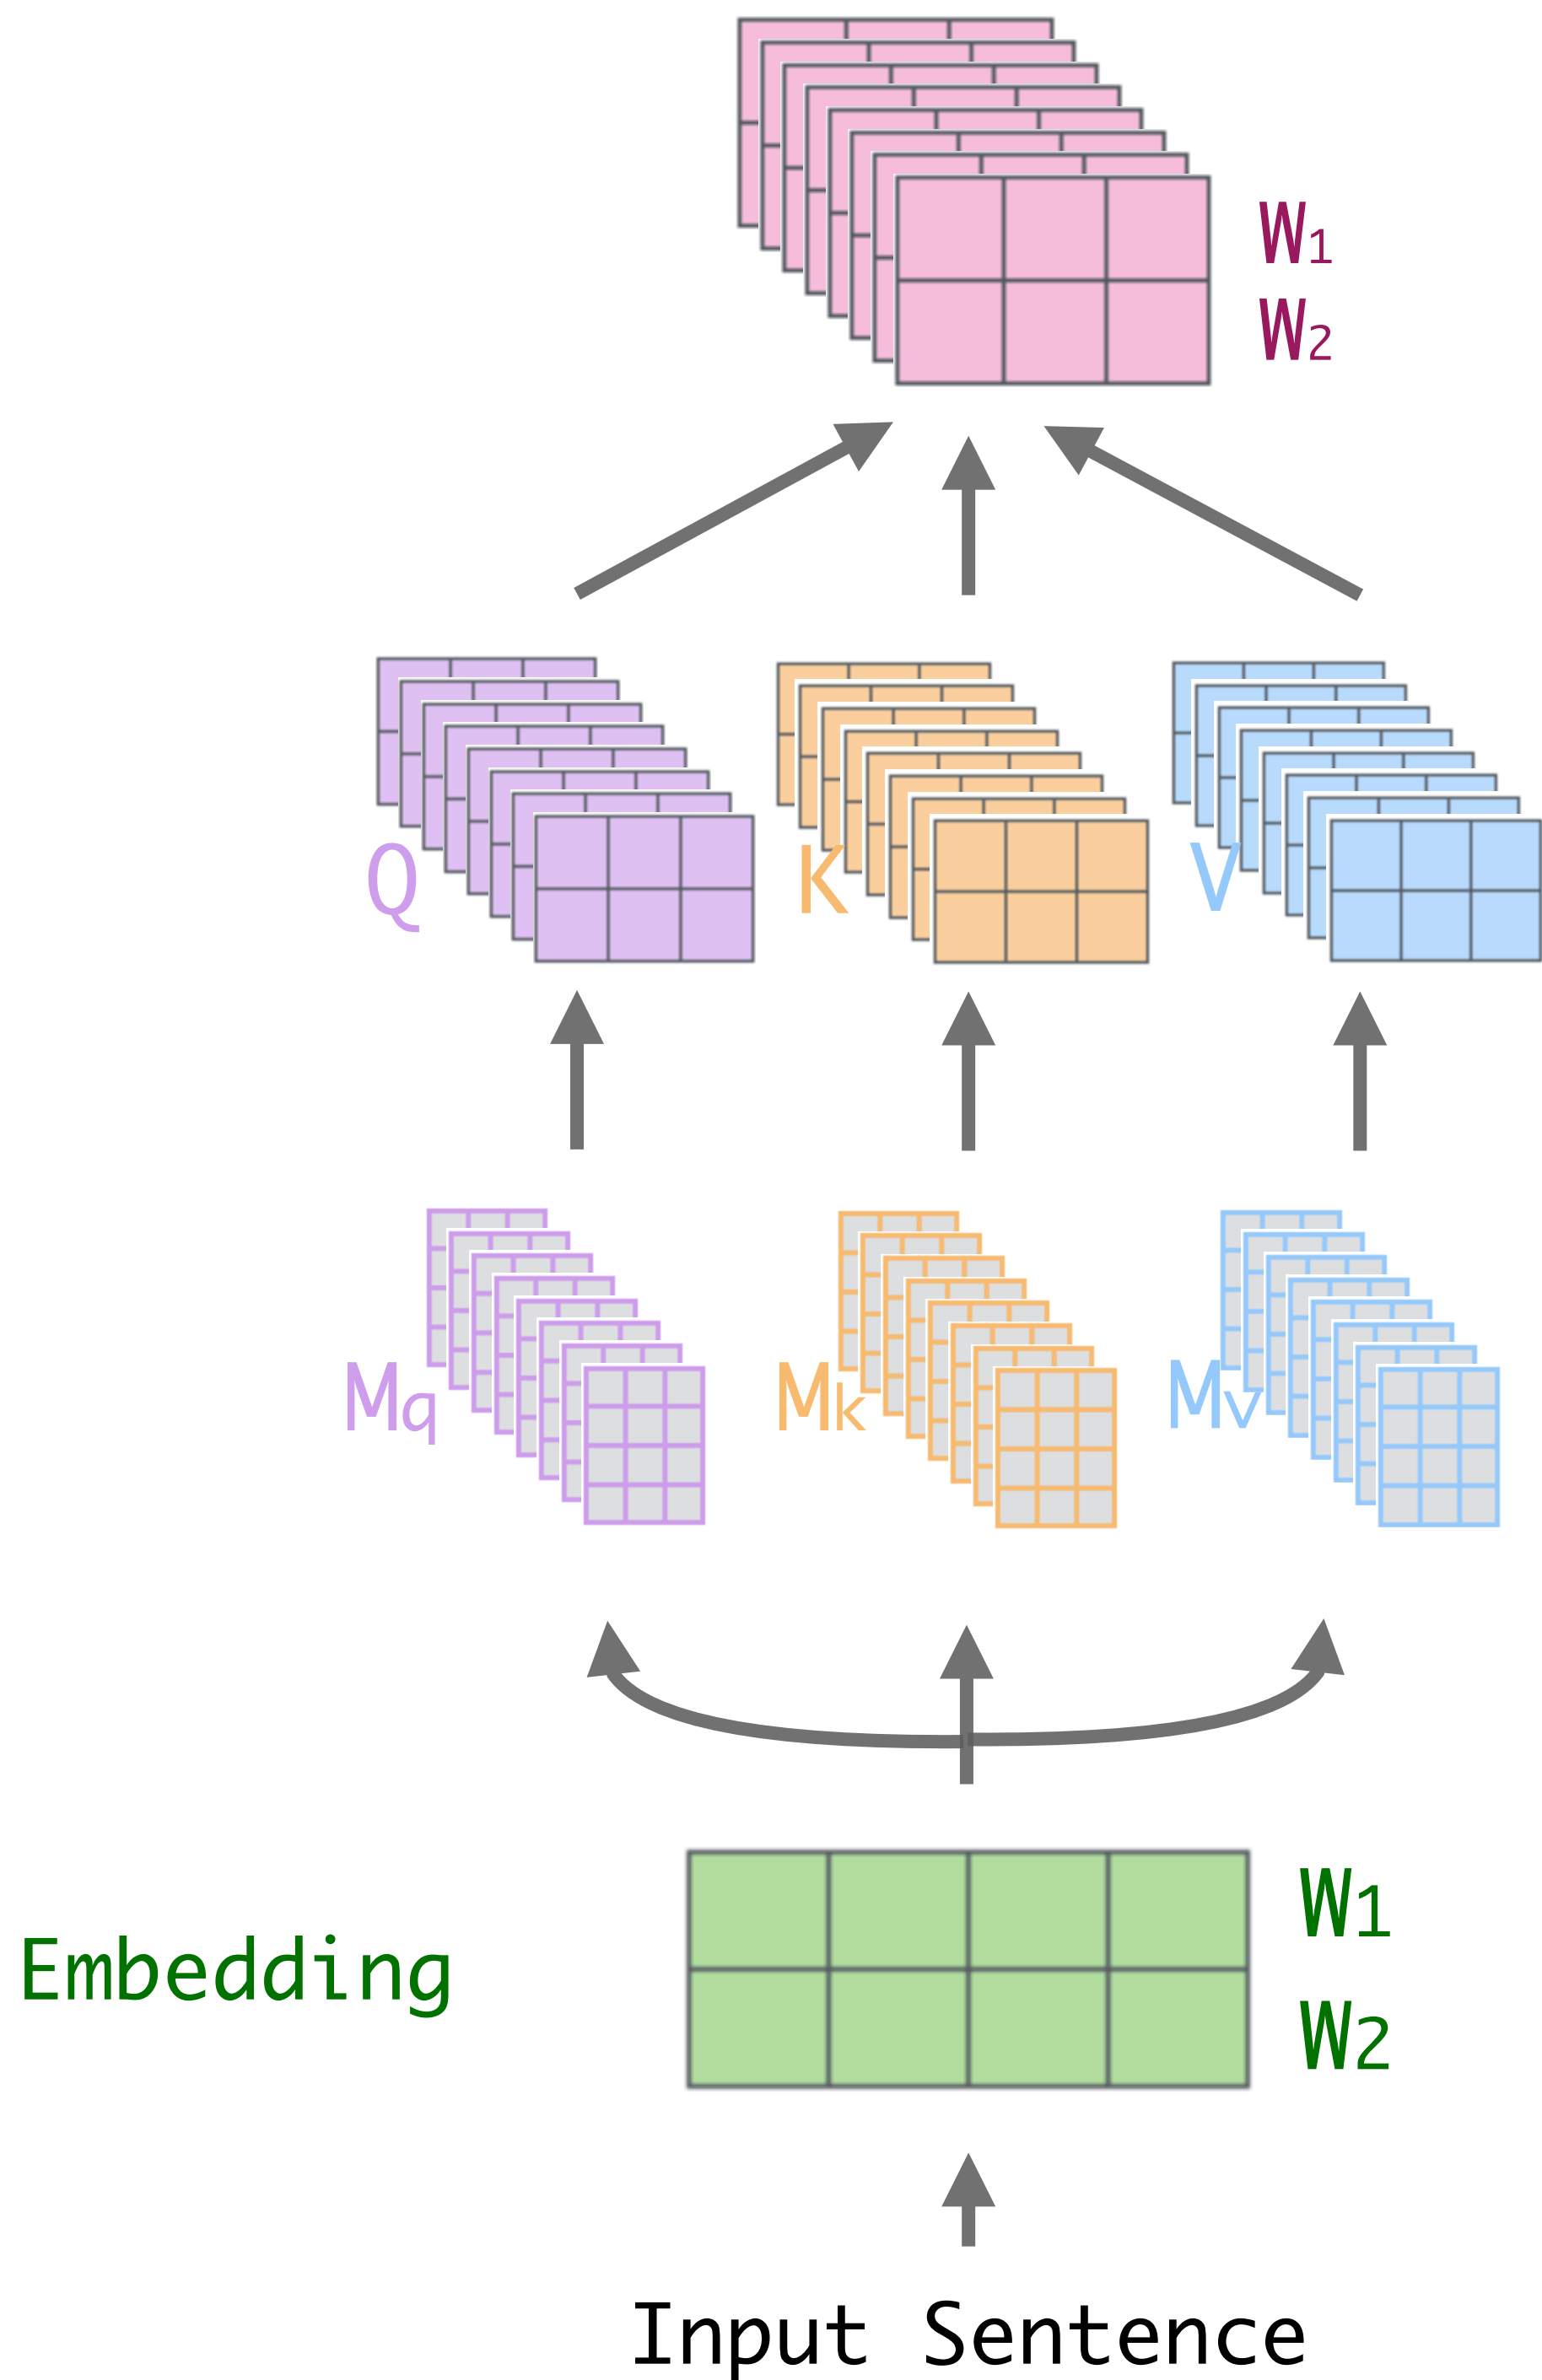 W1
W2
Q K V
Mq Mk Mv
W1
Embedding
W2
Input Sentence